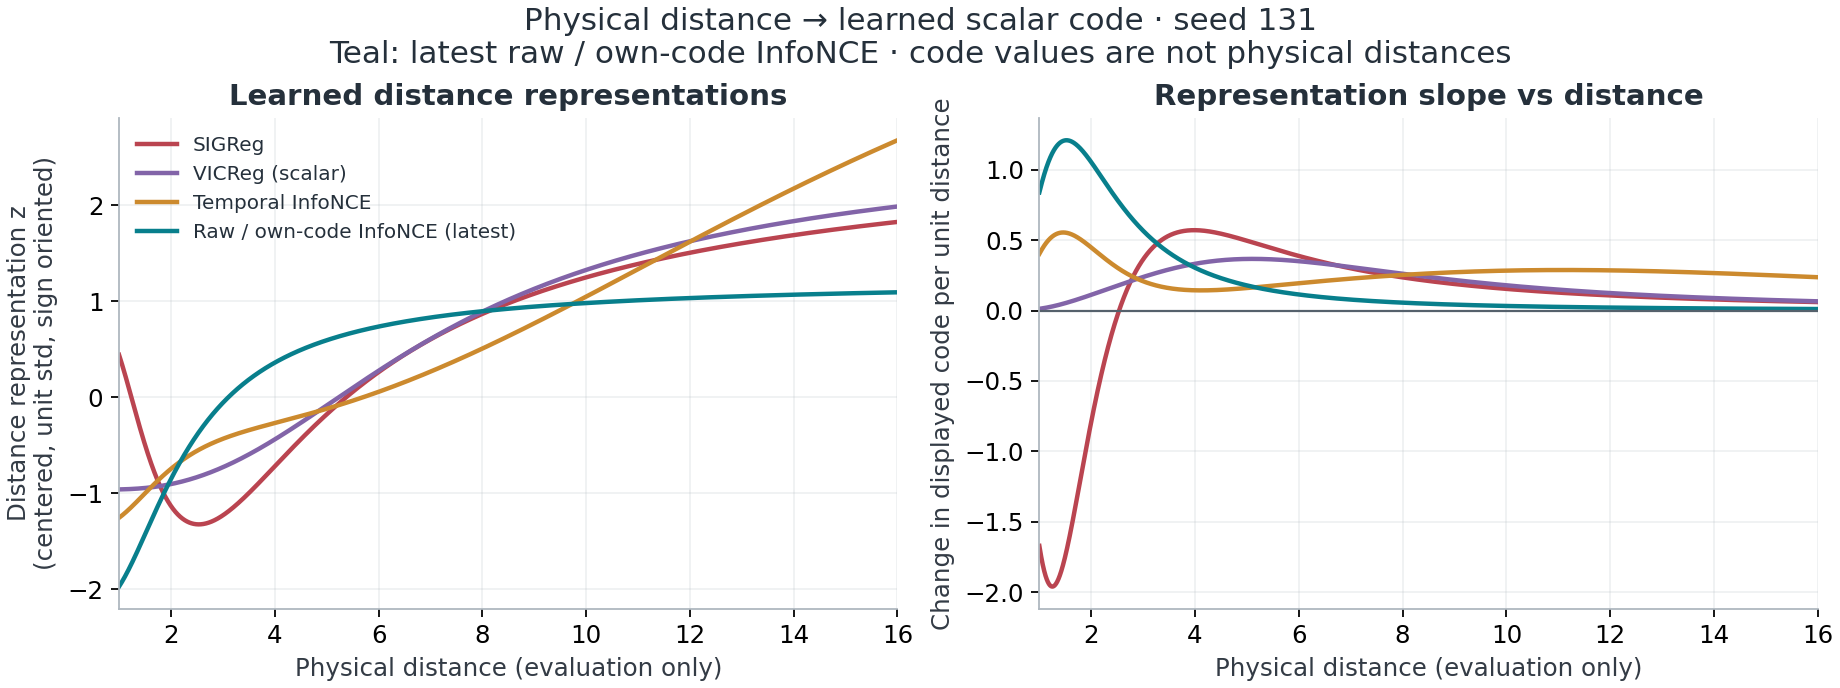 Physical distance → learned scalar code · seed 131
Teal: latest raw / own-code InfoNCE · code values are not physical distances
Learned distance representations
Distance representation z
(centered, unit std, sign oriented)
2
1
0
−1
−2
SIGReg
VICReg (scalar)
Temporal InfoNCE
Raw / own-code InfoNCE (latest)
2
4
6
8
10
12
14
16
Physical distance (evaluation only)
Representation slope vs distance
Change in displayed code per unit distance
1.0
0.5
0.0
−0.5
−1.0
−1.5
−2.0
2
4
6
8
10
12
14
16
Physical distance (evaluation only)